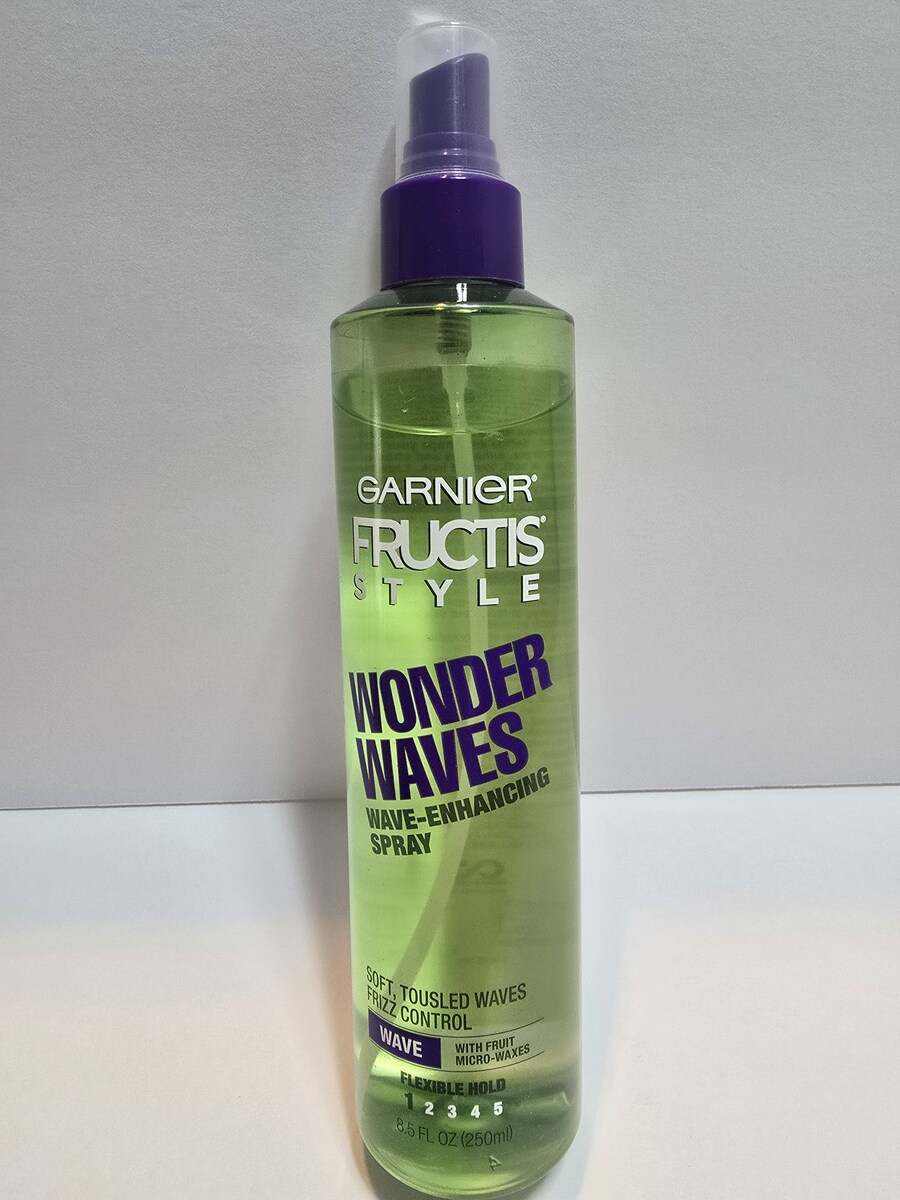 GARNIER®
FRUCTIS®
STYLE
WONDER
WAVES
WAVE-ENHANCING
SPRAY
SOFT, TOUSLED WAVES
FRIZZ CONTROL
WAVE
WITH FRUIT
MICRO-WAXES
FLEXIBLE HOLD
1 2 3 4 5
8.5 FL OZ (250ml)